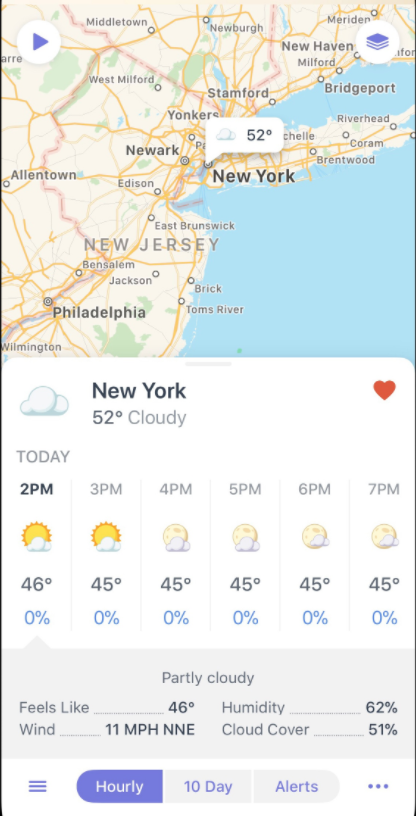 Middletown
Newburgh
Meriden
arre
New Haven
West Milford
Milford
Stamford
Bridgeport
Yonkers
Riverhead
52°
chelle
Coram
Newark
Pa
Brentwood
Allentown
Edison
New York
East Brunswick
NEW JERSEY
Bensalem
Jackson
Brick
Philadelphia
Toms River
Wilmington
New York
52° Cloudy
TODAY
2PM 3PM 4PM 5PM 6PM 7PM
46° 45° 45° 45° 45° 45°
0% 0% 0% 0% 0% 0%
Partly cloudy
Feels Like 46° Humidity 62%
Wind 11 MPH NNE Cloud Cover 51%
Hourly 10 Day Alerts